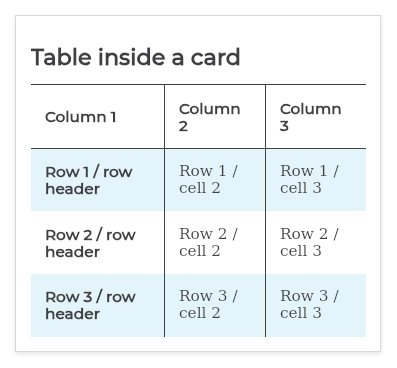 Table inside a card
Column 1
Column
2
Column
3
Row 1 / row
header
Row 1 /
cell 2
Row 1 /
cell 3
Row 2 / row
header
Row 2 /
cell 2
Row 2 /
cell 3
Row 3 / row
header
Row 3 /
cell 2
Row 3 /
cell 3